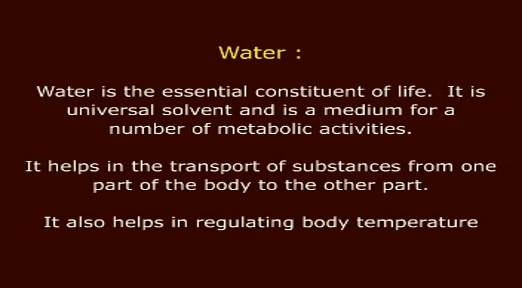 Water :
Water is the essential constituent of life. It is
universal solvent and is a medium for a
number of metabolic activities.
It helps in the transport of substances from one
part of the body to the other part.
It also helps in regulating body temperature